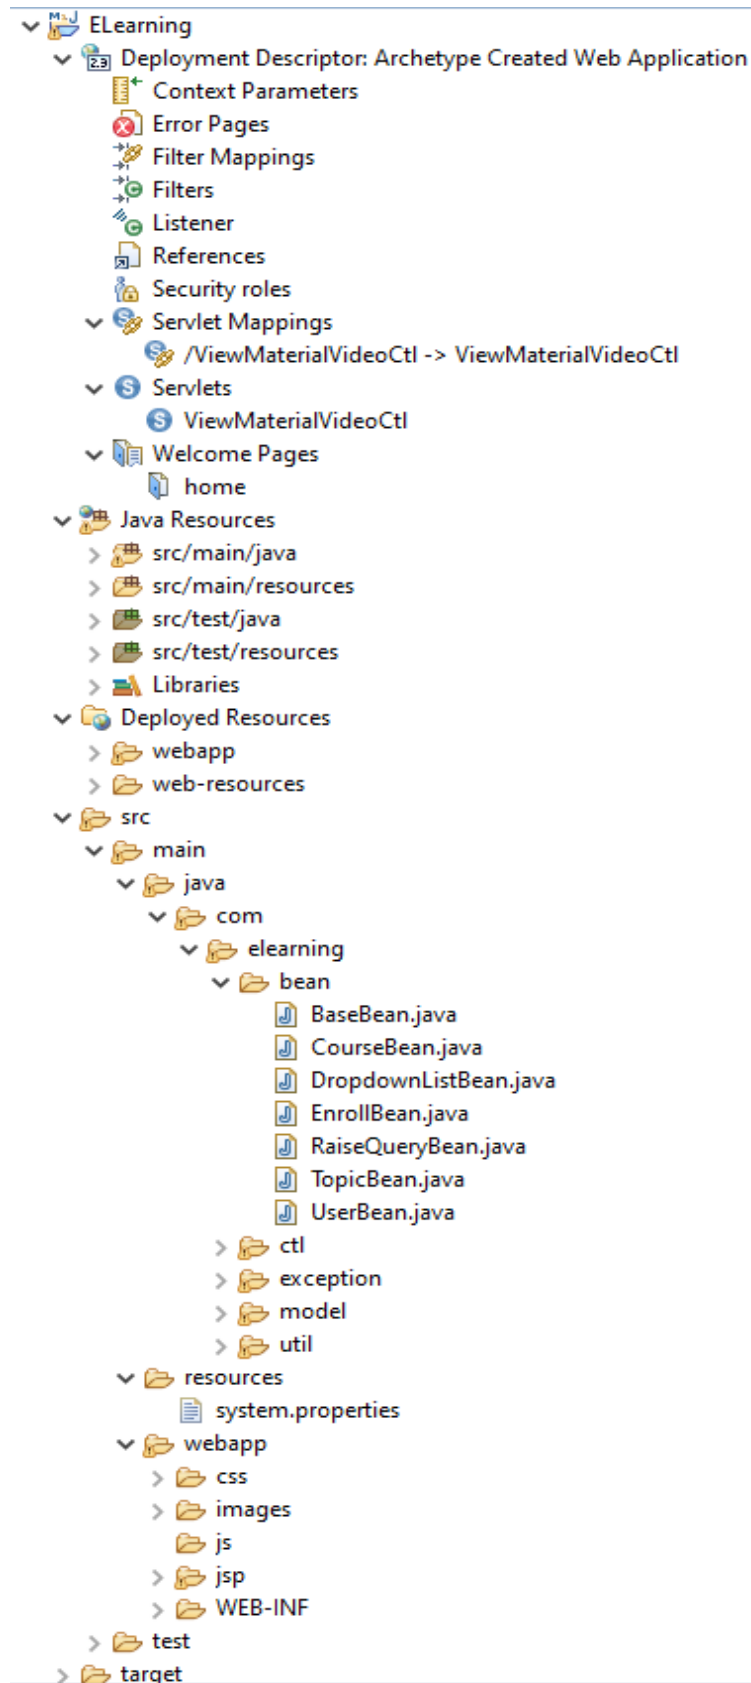 ELearning
Deployment Descriptor: Archetype Created Web Application
Context Parameters
Error Pages
Filter Mappings
Filters
Listener
References
Security roles
Servlet Mappings
/ViewMaterialVideoCtl -> ViewMaterialVideoCtl
Servlets
ViewMaterialVideoCtl
Welcome Pages
home
Java Resources
src/main/java
src/main/resources
src/test/java
src/test/resources
Libraries
Deployed Resources
webapp
web-resources
src
main
java
com
elearning
bean
BaseBean.java
CourseBean.java
DropdownListBean.java
EnrollBean.java
RaiseQueryBean.java
TopicBean.java
UserBean.java
ctl
exception
model
util
resources
system.properties
webapp
css
images
js
jsp
WEB-INF
test
target